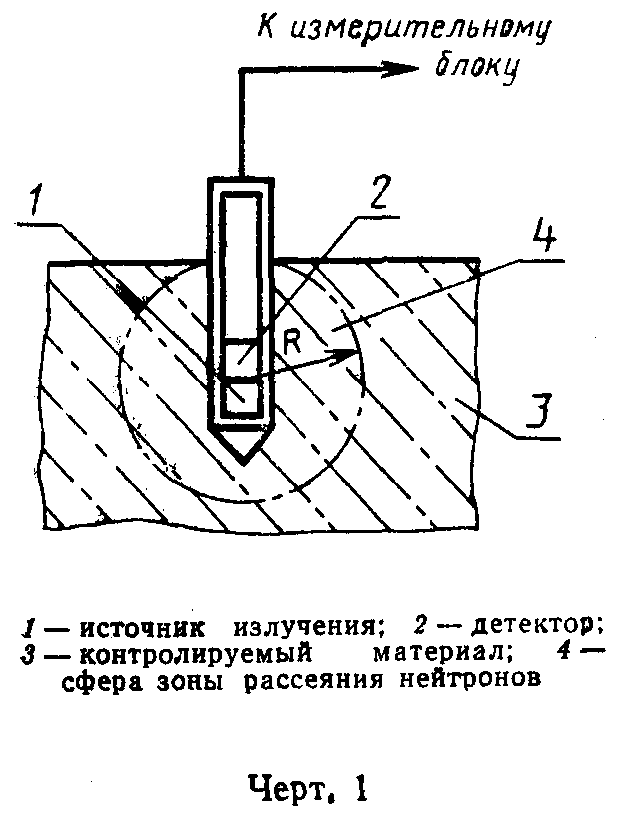 К измерительному
блоку
1
2
4
R
3
1 — источник излучения; 2 — детектор;
3 — контролируемый материал; 4 —
сфера зоны рассеяния нейтронов
Черт. 1